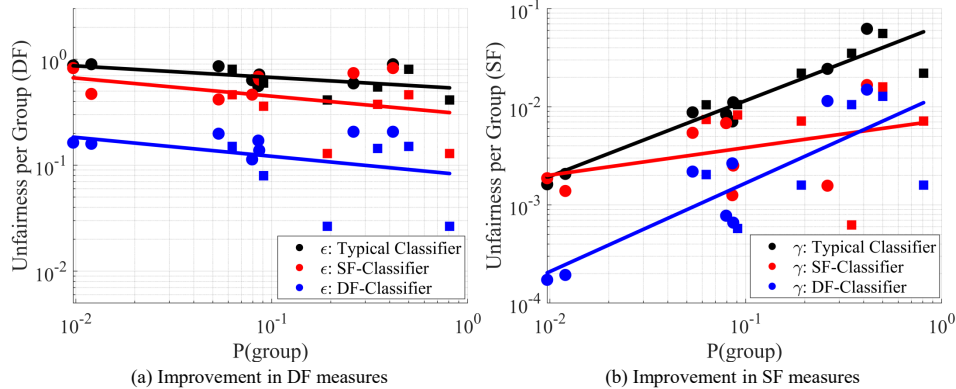 Unfairness per Group (DF)
10^0
10^-1
10^-2
ϵ: Typical Classifier
ϵ: SF-Classifier
ϵ: DF-Classifier
10^-2
10^-1
10^0
P(group)
(a) Improvement in DF measures
Unfairness per Group (SF)
10^-1
10^-2
10^-3
10^-4
γ: Typical Classifier
γ: SF-Classifier
γ: DF-Classifier
10^-2
10^-1
10^0
P(group)
(b) Improvement in SF measures